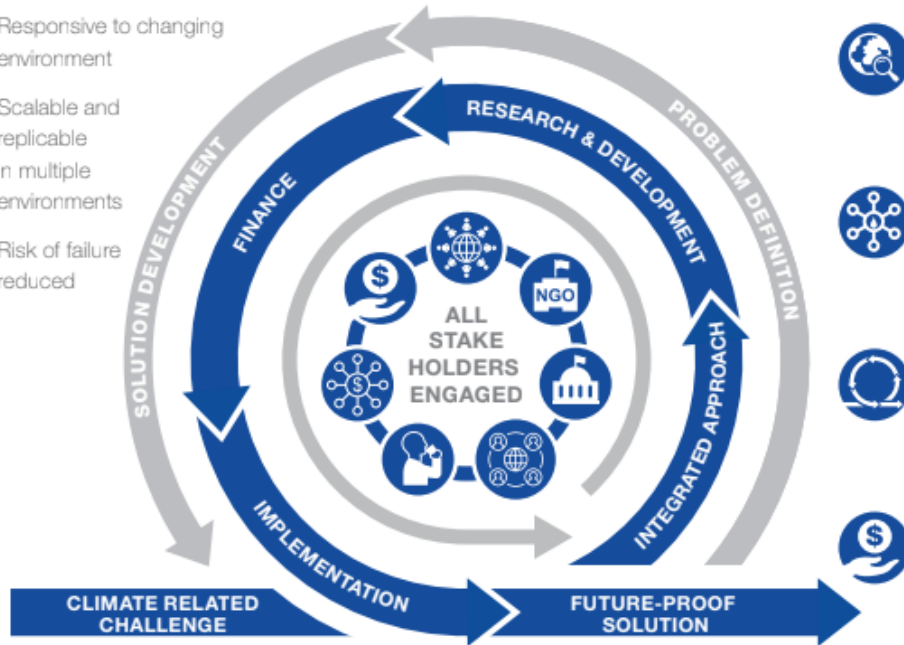 Responsive to changing
environment
Scalable and
replicable
in multiple
environments
Risk of failure
reduced
SOLUTION DEVELOPMENT
PROBLEM DEFINITION
FINANCE
RESEARCH & DEVELOPMENT
INTEGRATED APPROACH
IMPLEMENTATION
$
NGO
$
ALL
STAKE
HOLDERS
ENGAGED
$
CLIMATE RELATED
CHALLENGE
FUTURE-PROOF
SOLUTION